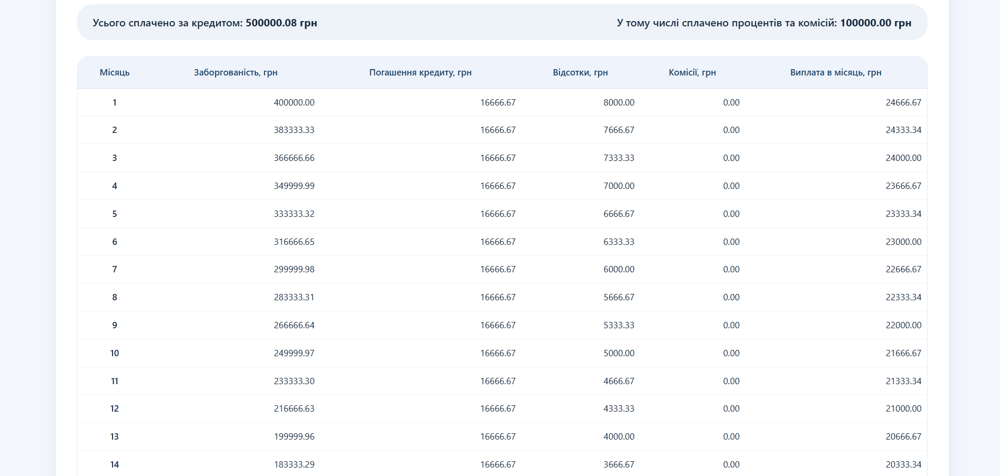 Усього сплачено за кредитом: 500000.08 грн У тому числі сплачено процентів та комісій: 100000.00 грн
Місяць Заборгованість, грн Погашення кредиту, грн Відсотки, грн Комісії, грн Виплата в місяць, грн
1 400000.00 16666.67 8000.00 0.00 24666.67
2 383333.33 16666.67 7666.67 0.00 24333.34
3 366666.66 16666.67 7333.33 0.00 24000.00
4 349999.99 16666.67 7000.00 0.00 23666.67
5 333333.32 16666.67 6666.67 0.00 23333.34
6 316666.65 16666.67 6333.33 0.00 23000.00
7 299999.98 16666.67 6000.00 0.00 22666.67
8 283333.31 16666.67 5666.67 0.00 22333.34
9 266666.64 16666.67 5333.33 0.00 22000.00
10 249999.97 16666.67 5000.00 0.00 21666.67
11 233333.30 16666.67 4666.67 0.00 21333.34
12 216666.63 16666.67 4333.33 0.00 21000.00
13 199999.96 16666.67 4000.00 0.00 20666.67
14 183333.29 16666.67 3666.67 0.00 20333.34